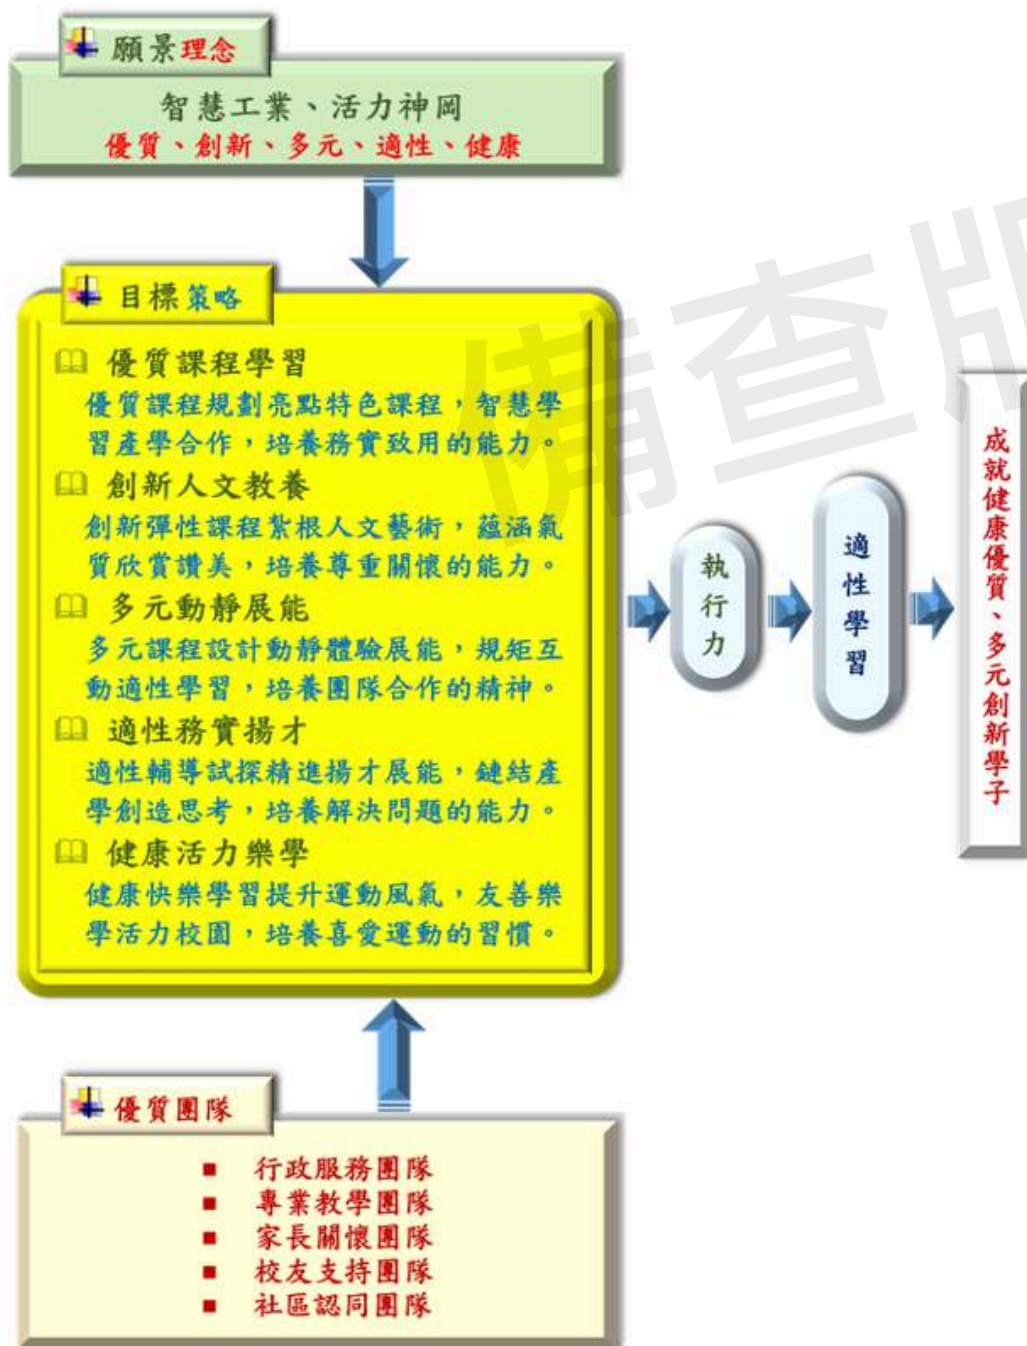 願景理念
智慧工業、活力神岡
優質、創新、多元、適性、健康
目標策略
優質課程學習
優質課程規劃亮點特色課程，智慧學
習產學合作，培養務實致用的能力。
創新人文教養
創新彈性課程紮根人文藝術，蘊涵氣
質欣賞讚美，培養尊重關懷的能力。
多元動靜展能
多元課程設計動靜體驗展能，規矩互
動適性學習，培養團隊合作的精神。
適性務實揚才
適性輔導試探精進揚才展能，鏈結產
學創造思考，培養解決問題的能力。
健康活力樂學
健康快樂學習提升運動風氣，友善樂
學活力校園，培養喜愛運動的習慣。
執行力
適性學習
成就健康優質、多元創新學子
優質團隊
行政服務團隊
專業教學團隊
家長關懷團隊
校友支持團隊
社區認同團隊
備查版